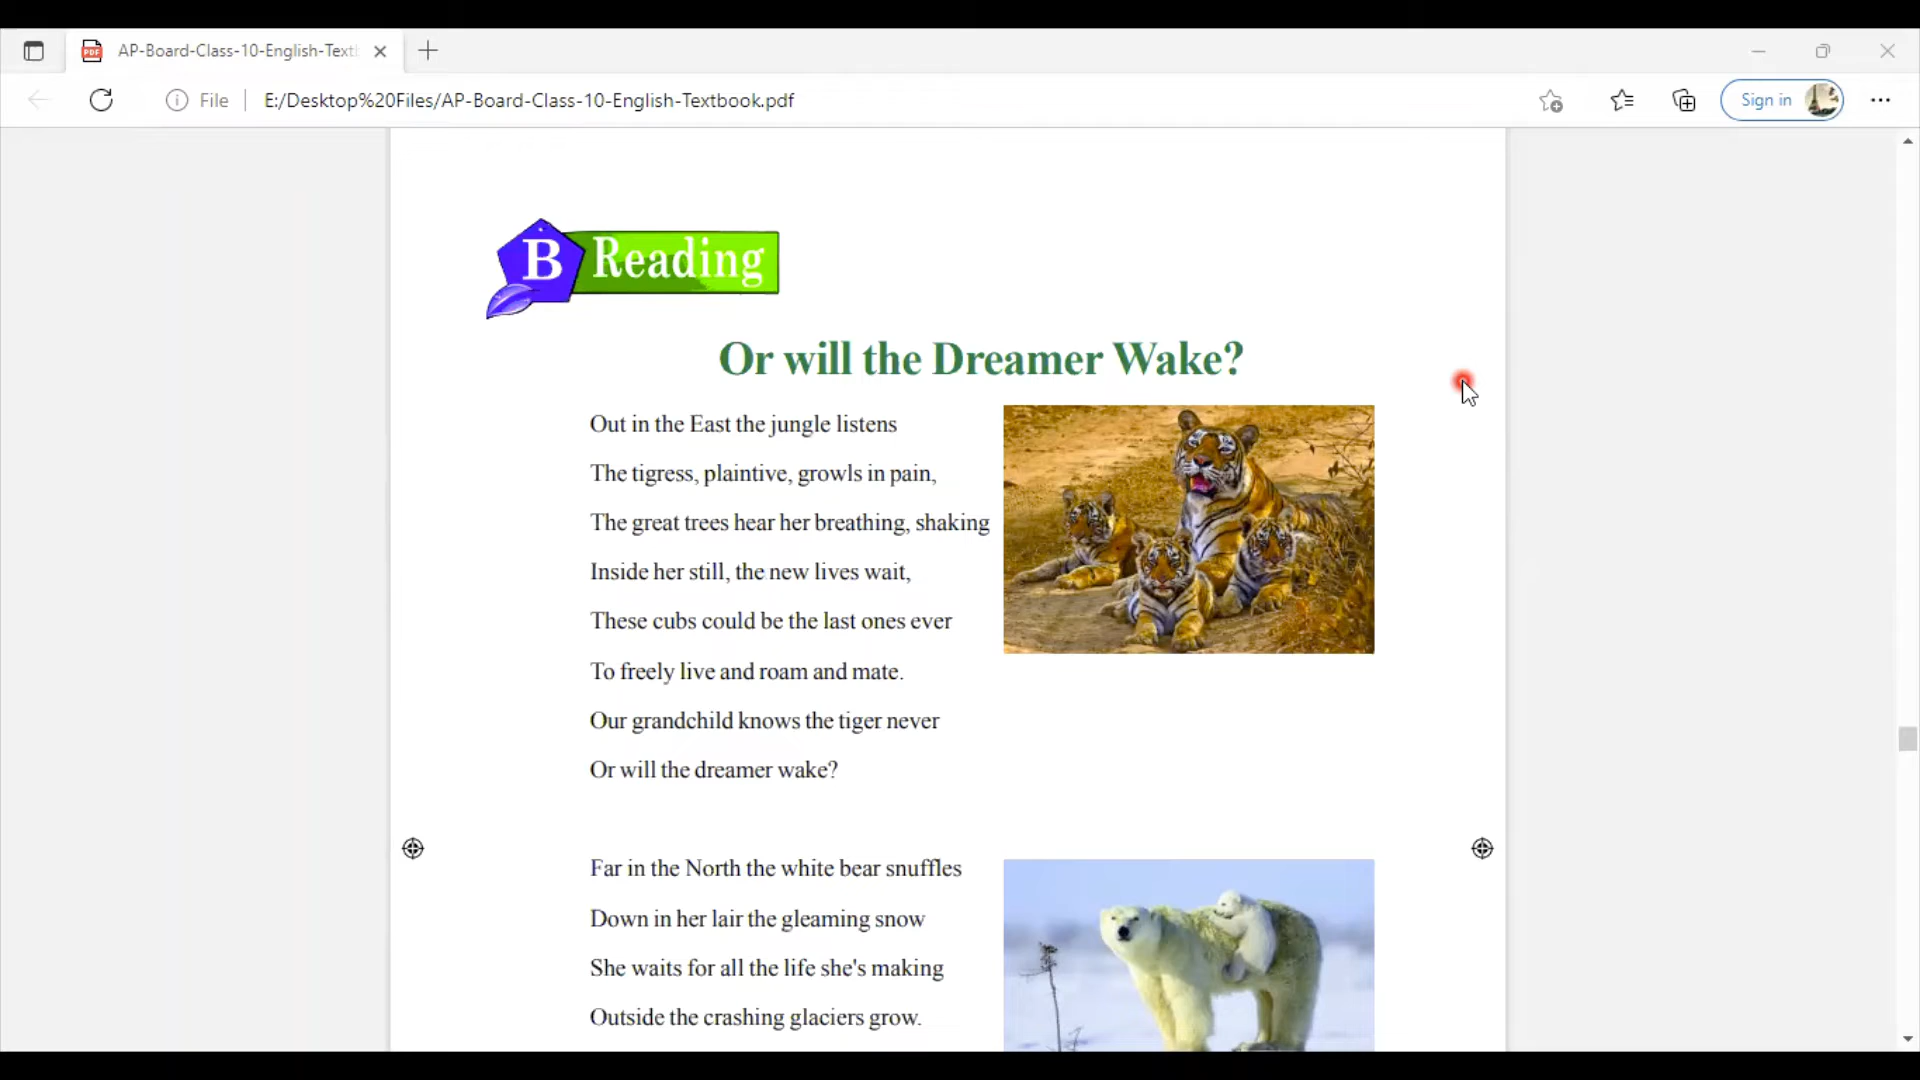 AP-Board-Class-10-English-Text
File
E:/Desktop%20Files/AP-Board-Class-10-English-Textbook.pdf
Sign in
B Reading
Or will the Dreamer Wake?
Out in the East the jungle listens
The tigress, plaintive, growls in pain,
The great trees hear her breathing, shaking
Inside her still, the new lives wait,
These cubs could be the last ones ever
To freely live and roam and mate.
Our grandchild knows the tiger never
Or will the dreamer wake?
Far in the North the white bear snuffles
Down in her lair the gleaming snow
She waits for all the life she's making
Outside the crashing glaciers grow.